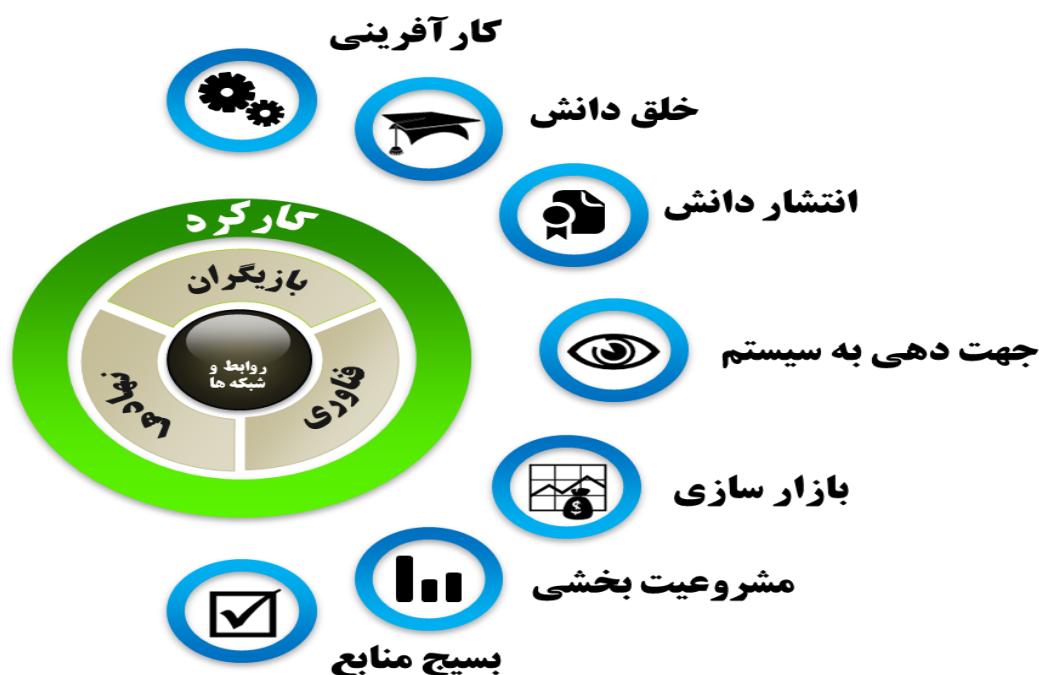 کارآفرینی
خلق دانش
انتشار دانش
جهت دهی به سیستم
بازار سازی
مشروعیت بخشی
بسیج منابع
کارکرد
بازیگران
فناوری
نهادها
روابط و
شبکه ها
$